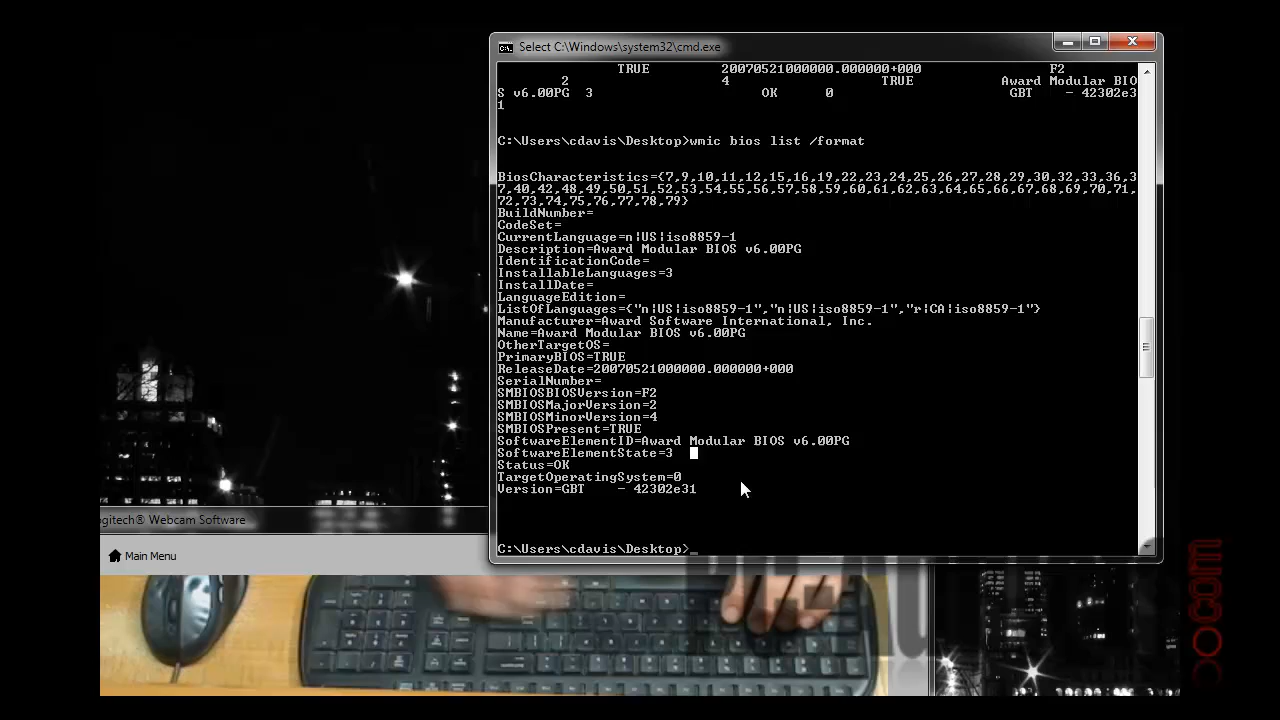 Select C:\Windows\system32\cmd.exe
TRUE 20070521000000.000000+000 F2
2 4 TRUE Award Modular BIO
S v6.00PG 3 OK 0 GBT - 42302e3
1
C:\Users\cdavis\Desktop>wmic bios list /format
BiosCharacteristics={7,9,10,11,12,15,16,19,22,23,24,25,26,27,28,29,30,32,33,36,3
7,40,42,48,49,50,51,52,53,54,55,56,57,58,59,60,61,62,63,64,65,66,67,68,69,70,71,
72,73,74,75,76,77,78,79}
BuildNumber=
CodeSet=
CurrentLanguage=n|US|iso8859-1
Description=Award Modular BIOS v6.00PG
IdentificationCode=
InstallableLanguages=3
InstallDate=
LanguageEdition=
ListOfLanguages={"n|US|iso8859-1","n|US|iso8859-1","r|CA|iso8859-1"}
Manufacturer=Award Software International, Inc.
Name=Award Modular BIOS v6.00PG
OtherTargetOS=
PrimaryBIOS=TRUE
ReleaseDate=20070521000000.000000+000
SerialNumber=
SMBIOSBIOSVersion=F2
SMBIOSMajorVersion=2
SMBIOSMinorVersion=4
SMBIOSPresent=TRUE
SoftwareElementID=Award Modular BIOS v6.00PG
SoftwareElementState=3
Status=OK
TargetOperatingSystem=0
Version=GBT - 42302e31
C:\Users\cdavis\Desktop>_
ogitech® Webcam Software
Main Menu